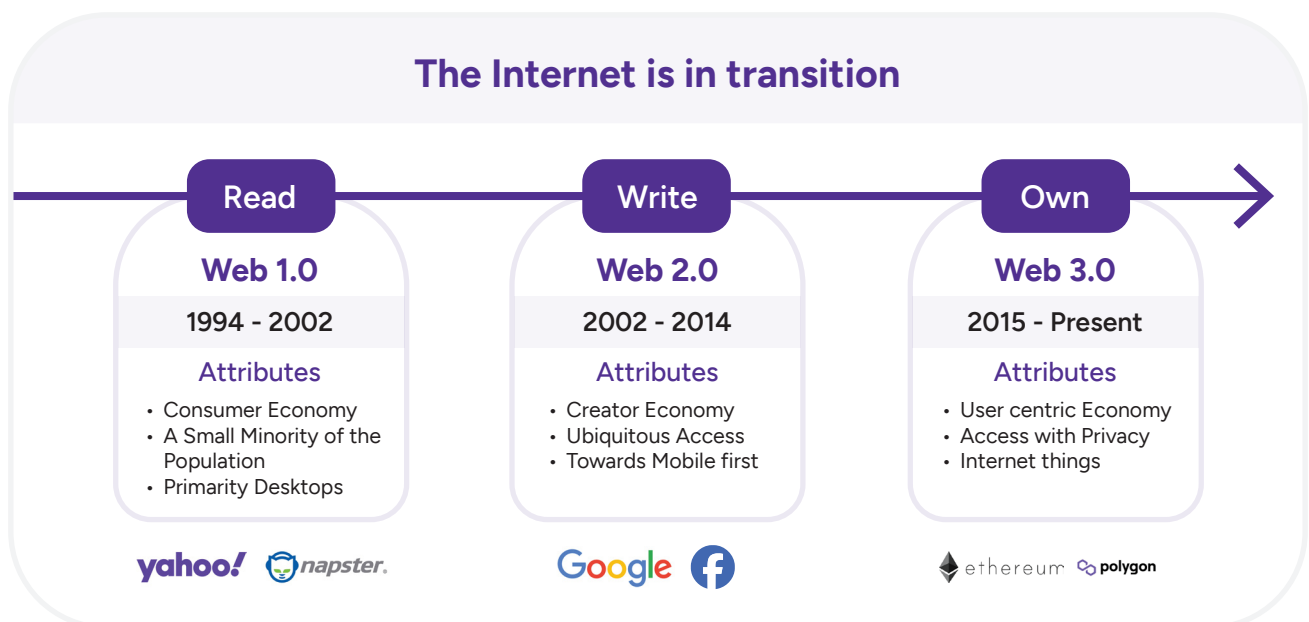 The Internet is in transition
Read
Web 1.0
1994 - 2002
Attributes
• Consumer Economy
• A Small Minority of the
Population
• Primarity Desktops
yahoo!
napster.
Write
Web 2.0
2002 - 2014
Attributes
• Creator Economy
• Ubiquitous Access
• Towards Mobile first
Google
f
Own
Web 3.0
2015 - Present
Attributes
• User centric Economy
• Access with Privacy
• Internet things
ethereum
polygon